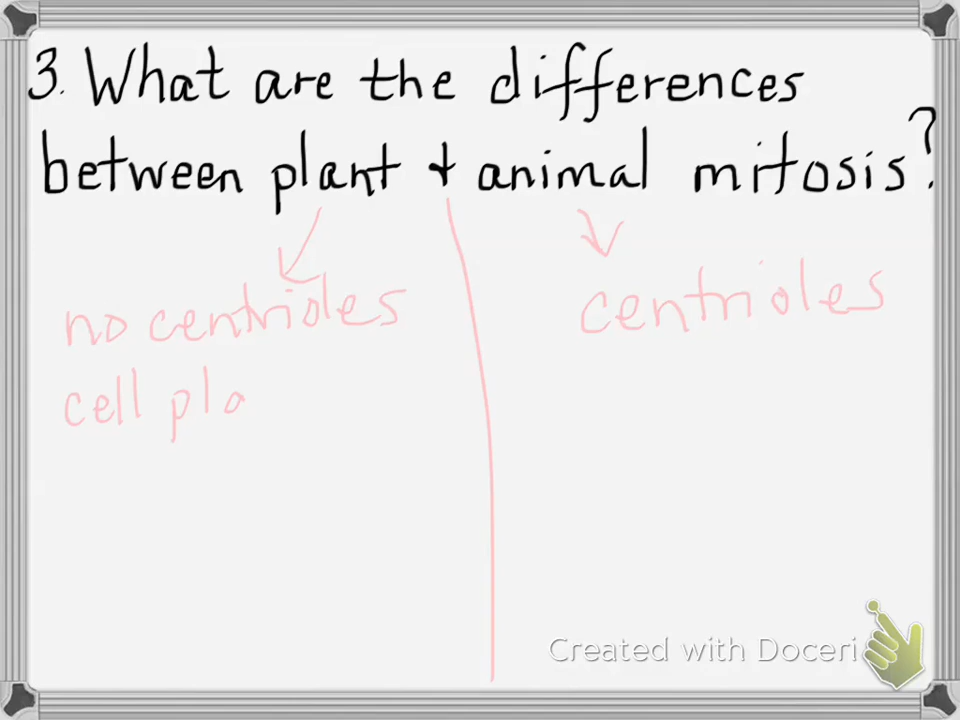 3. What are the differences
between plant + animal mitosis?
no centrioles
centrioles
cell pla
Created with Doceri